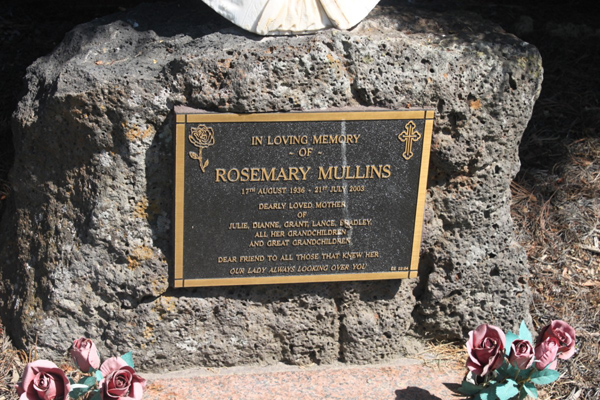 IN LOVING MEMORY
- OF -
ROSEMARY MULLINS
17TH AUGUST 1936 - 21ST JULY 2003
DEARLY LOVED MOTHER
OF
JULIE, DIANNE, GRANT, LANCE, BRADLEY,
ALL HER GRANDCHILDREN
AND GREAT GRANDCHILDREN
DEAR FRIEND TO ALL THOSE THAT KNEW HER
OUR LADY ALWAYS LOOKING OVER YOU